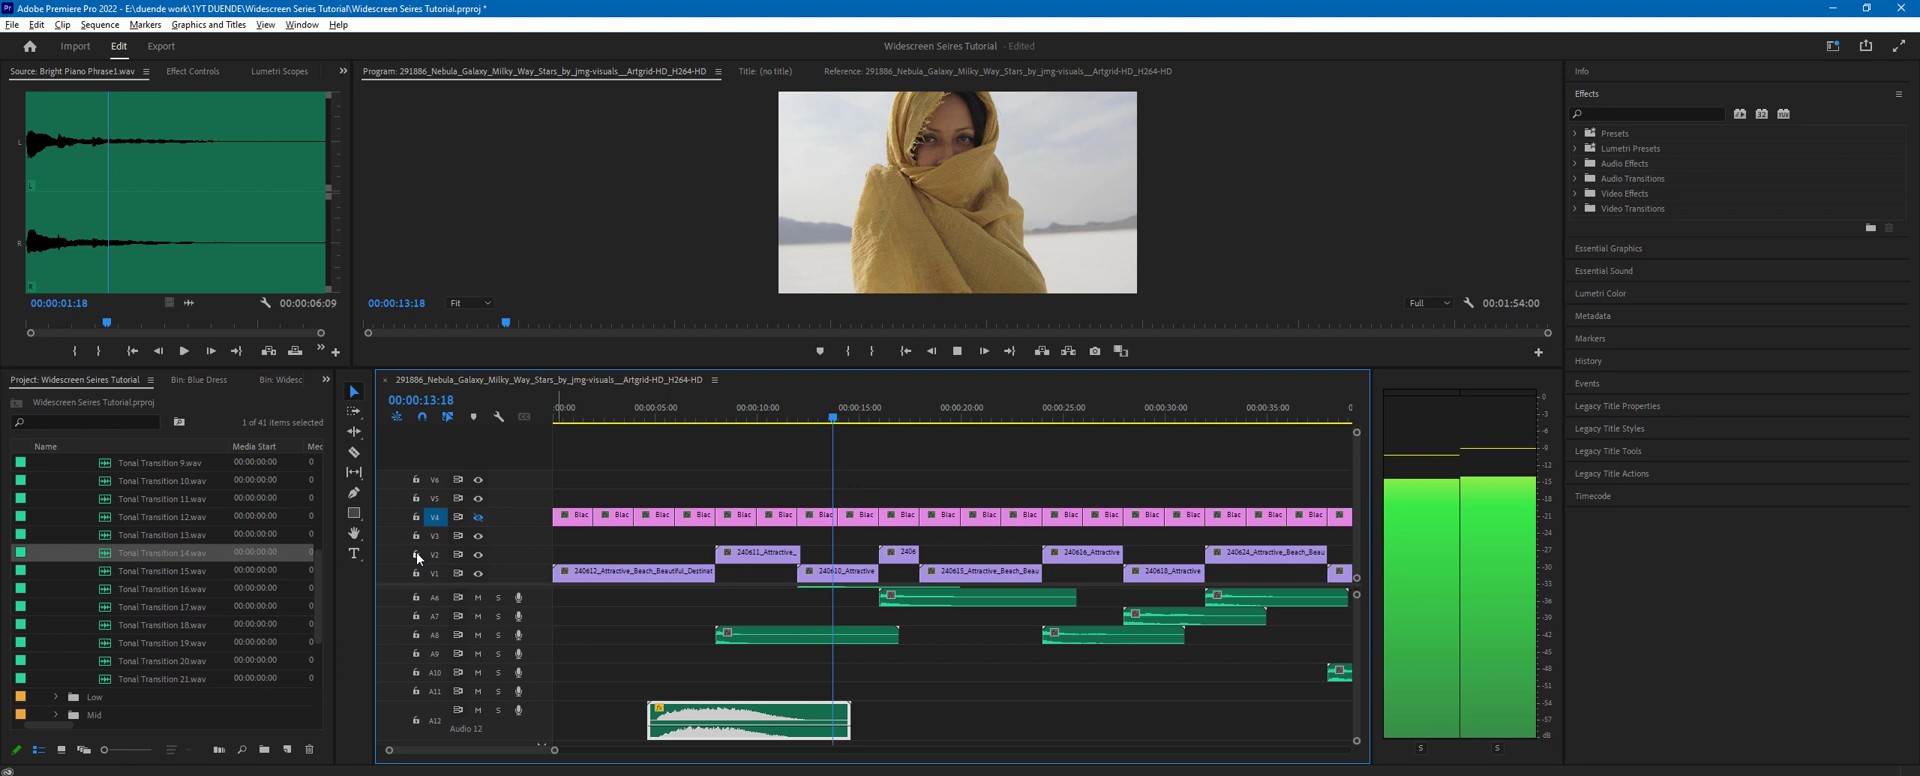 Adobe Premiere Pro 2022 - E:\duende work\1YT DUENDE\Widescreen Series Tutorial\Widescreen Seires Tutorial.prproj *
File Edit Clip Sequence Markers Graphics and Titles View Window Help
Import Edit Export
Widescreen Seires Tutorial - Edited
Source: Bright Piano Phrase1.wav Effect Controls Lumetri Scopes
Program: 291886_Nebula_Galaxy_Milky_Way_Stars_by_jmg-visuals__Artgrid-HD_H264-HD Title: (no title) Reference: 291886_Nebula_Galaxy_Milky_Way_Stars_by_jmg-visuals__Artgrid-HD_H264-HD
L
L
R
R
00:00:01:18 00:00:06:09
00:00:13:18 Fit Full 00:01:54:00
Info
Effects
Presets
Lumetri Presets
Audio Effects
Audio Transitions
Video Effects
Video Transitions
Essential Graphics
Essential Sound
Lumetri Color
Metadata
Markers
History
Events
Legacy Title Properties
Legacy Title Styles
Legacy Title Tools
Legacy Title Actions
Timecode
Project: Widescreen Seires Tutorial Bin: Blue Dress Bin: Widesc
Widescreen Seires Tutorial.prproj
1 of 41 items selected
Name Media Start Mec
Tonal Transition 9.wav 00:00:00:00 0
Tonal Transition 10.wav 00:00:00:00 0
Tonal Transition 11.wav 00:00:00:00 0
Tonal Transition 12.wav 00:00:00:00 0
Tonal Transition 13.wav 00:00:00:00 0
Tonal Transition 14.wav 00:00:00:00 0
Tonal Transition 15.wav 00:00:00:00 0
Tonal Transition 16.wav 00:00:00:00 0
Tonal Transition 17.wav 00:00:00:00 0
Tonal Transition 18.wav 00:00:00:00 0
Tonal Transition 19.wav 00:00:00:00 0
Tonal Transition 20.wav 00:00:00:00 0
Tonal Transition 21.wav 00:00:00:00 0
Low
Mid
291886_Nebula_Galaxy_Milky_Way_Stars_by_jmg-visuals__Artgrid-HD_H264-HD
00:00:13:18
:00:00 00:00:05:00 00:00:10:00 00:00:15:00 00:00:20:00 00:00:25:00 00:00:30:00 00:00:35:00 0
V6
V5
V4 Blac Blac Blac Blac Blac Blac Blac Blac Blac Blac Blac Blac Blac Blac Blac Blac Blac Blac Blac
V3
V2 240611_Attractive_ 2406 240616_Attractive 240624_Attractive_Beach_Beau
V1 240612_Attractive_Beach_Beautiful_Destinat 240610_Attractive 240615_Attractive_Beach_Beau 240618_Attractive
A6 M S
A7 M S
A8 M S
A9 M S
A10 M S
A11 M S
A12 M S
Audio 12
0
-3
-6
-9
-12
-15
-18
-21
-24
-27
-30
-33
-36
-39
-42
-45
-48
-51
-54
-57
dB
S S